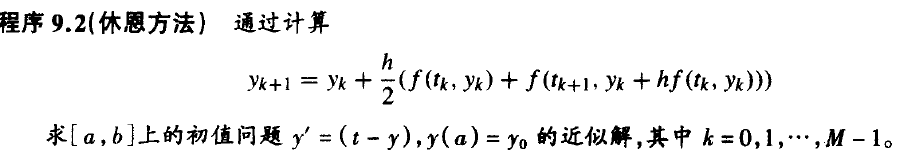 程序9.2(休恩方法) 通过计算
y_{k+1} = y_k + \frac{h}{2}(f(t_k, y_k) + f(t_{k+1}, y_k + hf(t_k, y_k)))
求[a,b]上的初值问题 y′=(t-y),y(a)=y_0 的近似解,其中 k=0,1,⋯,M-1。